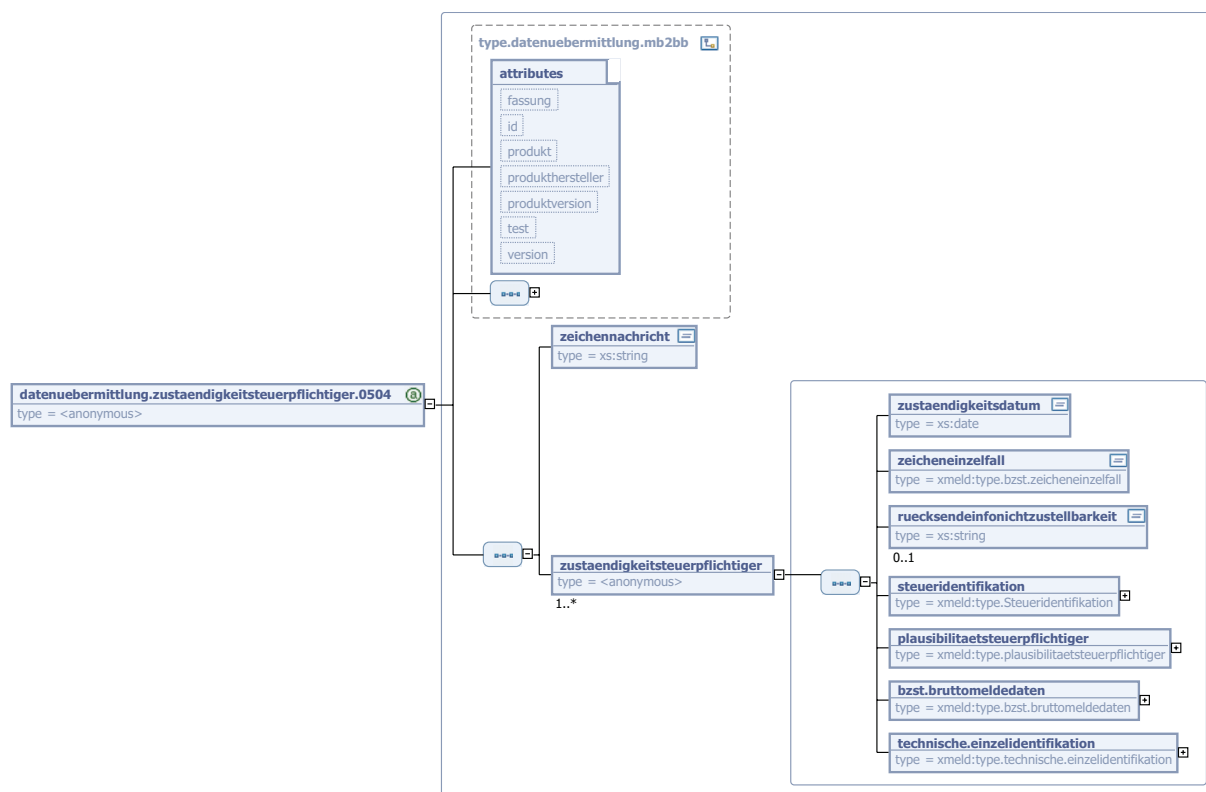 type.datenuebermittlung.mb2bb
attributes
fassung
id
produkt
produkthersteller
produktversion
test
version
zeichennachricht
type = xs:string
datenuebermittlung.zustaendigkeitsteuerpflichtiger.0504
type = <anonymous>
zustaendigkeitsteuerpflichtiger
type = <anonymous>
1..*
zustaendigkeitsdatum
type = xs:date
zeicheneinzelfall
type = xmeld:type.bzst.zeicheneinzelfall
ruecksendeinfonichtzustellbarkeit
type = xs:string
0..1
steueridentifikation
type = xmeld:type.Steueridentifikation
plausibilitaetsteuerpflichtiger
type = xmeld:type.plausibilitaetsteuerpflichtiger
bzst.bruttomeldedaten
type = xmeld:type.bzst.bruttomeldedaten
technische.einzelidentifikation
type = xmeld:type.technische.einzelidentifikation